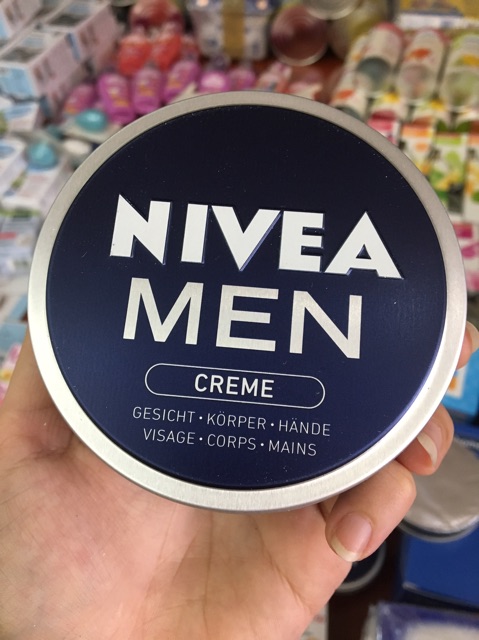 NIVEA
MEN
CREME
GESICHT • KÖRPER • HÄNDE
VISAGE • CORPS • MAINS